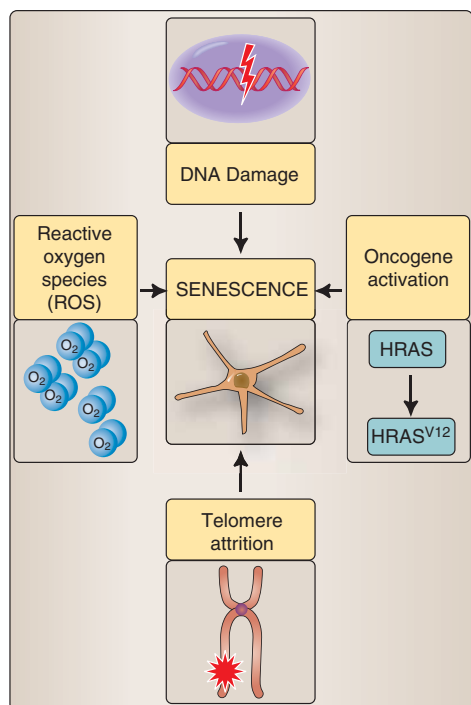 DNA Damage
Reactive
oxygen
species
(ROS)
SENESCENCE
Oncogene
activation
O₂
O₂
O₂
O₂
O₂
O₂
HRAS
HRASⱽ¹²
Telomere
attrition